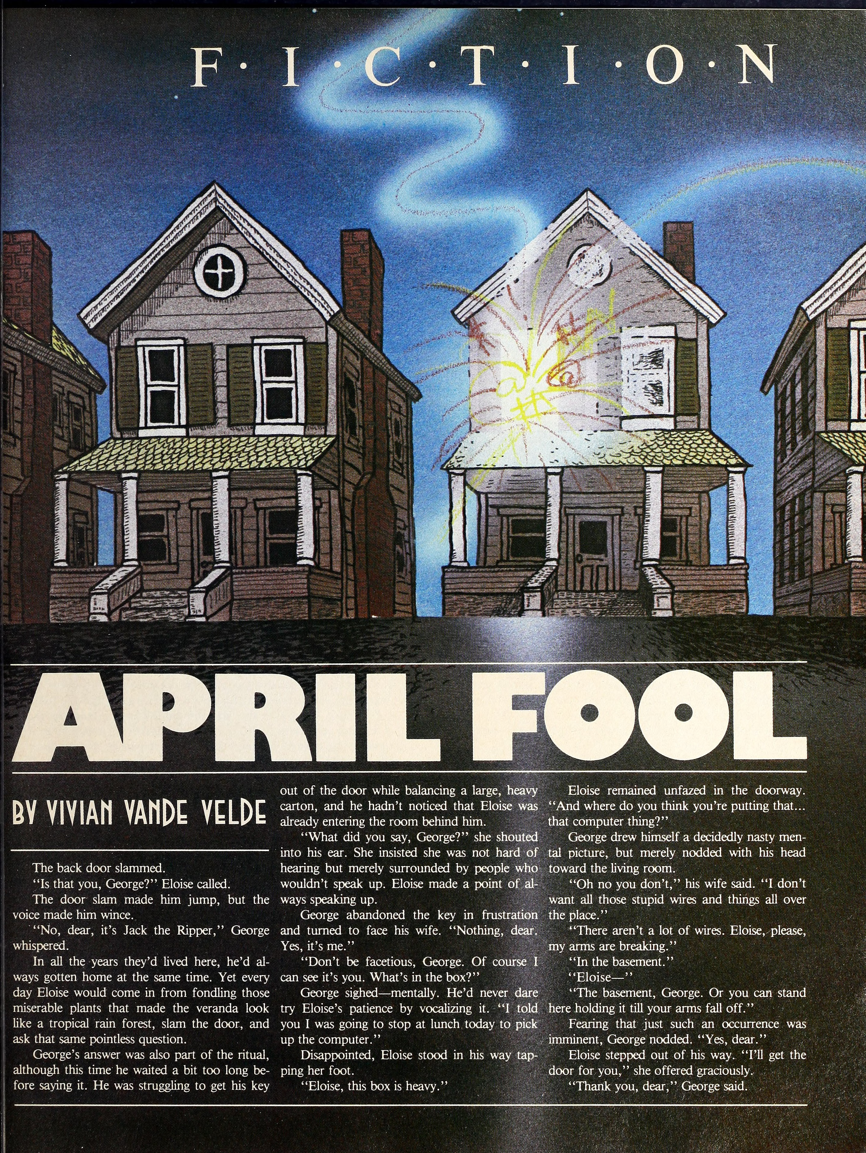 F·I·C·T·I·O·N
APRIL FOOL
BY VIVIAN VANDE VELDE
The back door slammed.
“Is that you, George?” Eloise called.
The door slam made him jump, but the
voice made him wince.
“No, dear, it’s Jack the Ripper,” George
whispered.
In all the years they’d lived here, he’d al-
ways gotten home at the same time. Yet every
day Eloise would come in from fondling those
miserable plants that made the veranda look
like a tropical rain forest, slam the door, and
ask that same pointless question.
George’s answer was also part of the ritual,
although this time he waited a bit too long be-
fore saying it. He was struggling to get his key
out of the door while balancing a large, heavy
carton, and he hadn’t noticed that Eloise was
already entering the room behind him.
“What did you say, George?” she shouted
into his ear. She insisted she was not hard of
hearing but merely surrounded by people who
wouldn’t speak up. Eloise made a point of al-
ways speaking up.
George abandoned the key in frustration
and turned to face his wife. “Nothing, dear.
Yes, it’s me.”
“Don’t be facetious, George. Of course I
can see it’s you. What’s in the box?”
George sighed—mentally. He’d never dare
try Eloise’s patience by vocalizing it. “I told
you I was going to stop at lunch today to pick
up the computer.”
Disappointed, Eloise stood in his way tap-
ping her foot.
“Eloise, this box is heavy.”
Eloise remained unfazed in the doorway.
“And where do you think you’re putting that...
that computer thing?”
George drew himself a decidedly nasty men-
tal picture, but merely nodded with his head
toward the living room.
“Oh no you don’t,” his wife said. “I don’t
want all those stupid wires and things all over
the place.”
“There aren’t a lot of wires. Eloise, please,
my arms are breaking.”
“In the basement.”
“Eloise—”
“The basement, George. Or you can stand
here holding it till your arms fall off.”
Fearing that just such an occurrence was
imminent, George nodded. “Yes, dear.”
Eloise stepped out of his way. “I’ll get the
door for you,” she offered graciously.
“Thank you, dear,” George said.